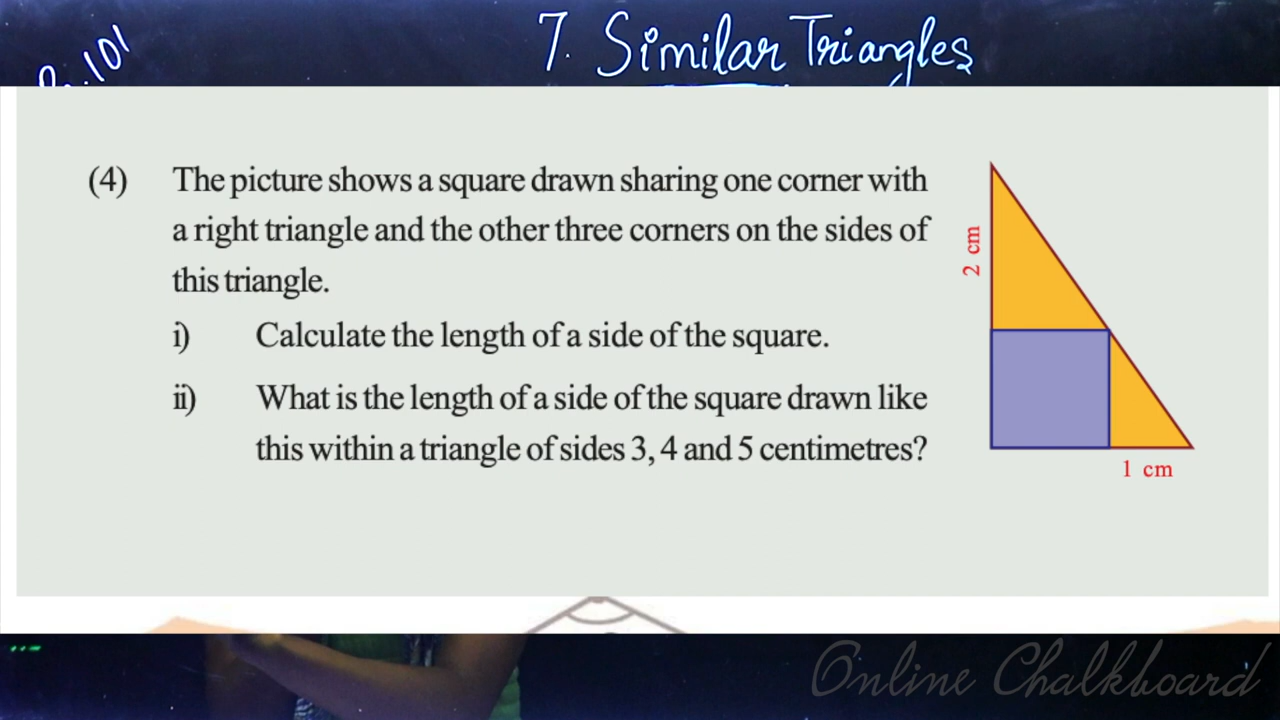 7. Similar Triangles
(4) The picture shows a square drawn sharing one corner with
a right triangle and the other three corners on the sides of
this triangle.
i) Calculate the length of a side of the square.
ii) What is the length of a side of the square drawn like
this within a triangle of sides 3, 4 and 5 centimetres?
2 cm
1 cm
Online Chalkboard